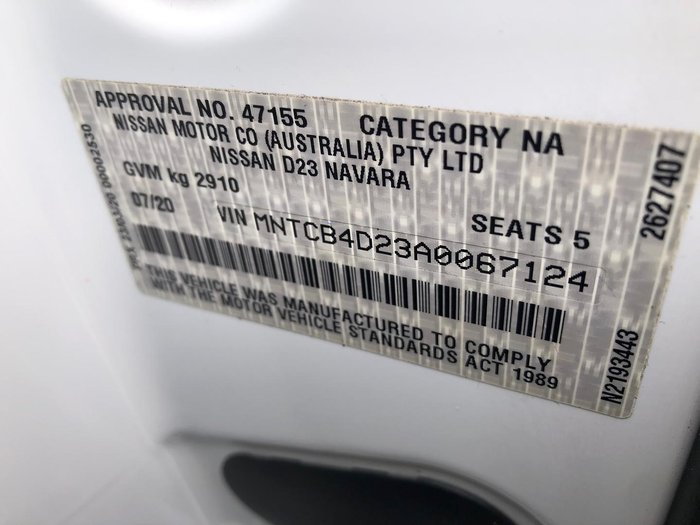 APPROVAL NO. 47155 CATEGORY NA
NISSAN MOTOR CO (AUSTRALIA) PTY LTD
NISSAN D23 NAVARA
GVM kg 2910
07/20 SEATS 5
VIN MNTCB4D23A0067124
THIS VEHICLE WAS MANUFACTURED TO COMPLY
WITH THE MOTOR VEHICLE STANDARDS ACT 1989
2627407
N2193443